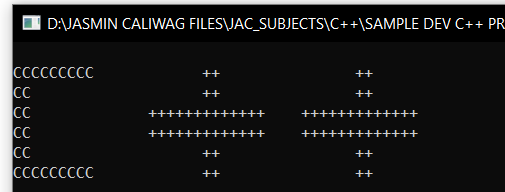 D:\JASMIN CALIWAG FILES\JAC_SUBJECTS\C++\SAMPLE DEV C++ PR
CCCCCCCCC            ++               ++
CC                   ++               ++
CC             +++++++++++++    +++++++++++++
CC             +++++++++++++    +++++++++++++
CC                   ++               ++
CCCCCCCCC            ++               ++